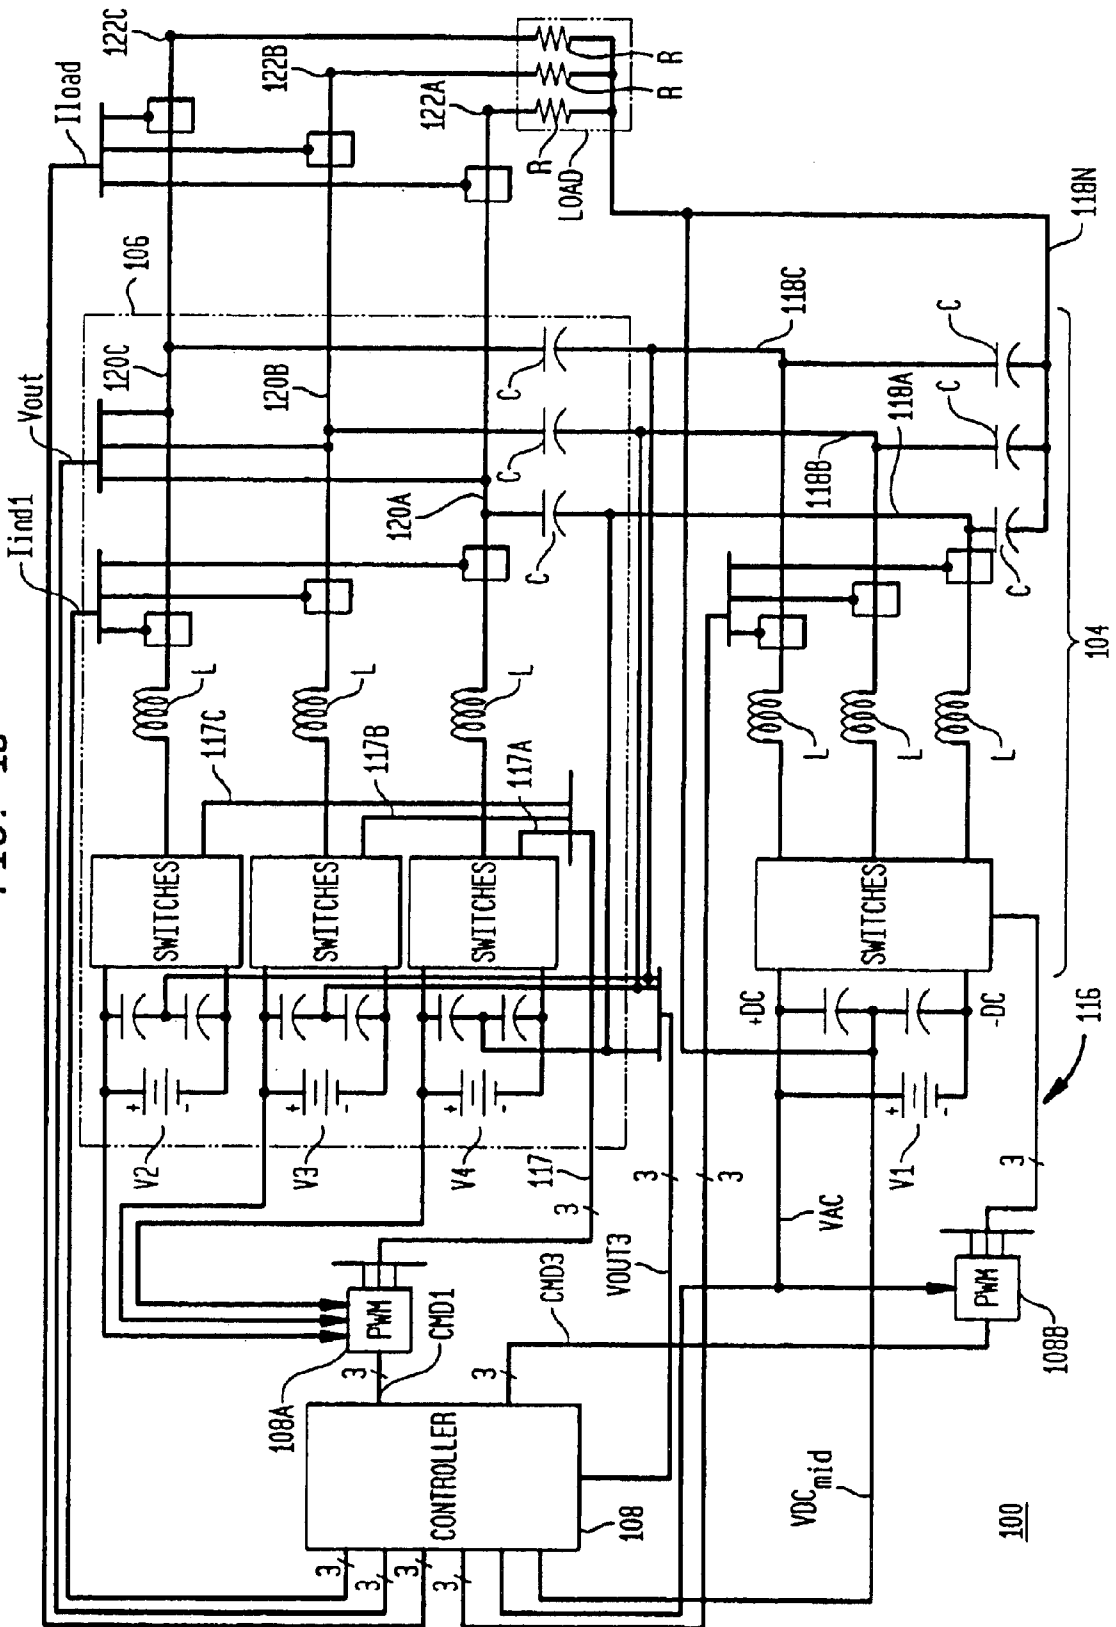 122C
122B
122A
Iload
R
R
R
LOAD
106
118N
120C
Vout
120B
120A
118C
118B
118A
C
C
C
C
C
C
Iind1
L
L
L
L
L
L
104
117C
117B
117A
SWITCHES
SWITCHES
SWITCHES
SWITCHES
+DC
-DC
116
+
-
+
-
+
-
+
-
V2
V3
V4
V1
117
3
3
3
3
VAC
VOUT3
CMD3
PWM
108A
CMD1
PWM
108B
3
3
CONTROLLER
108
VDCmid
3
3
3
3
100